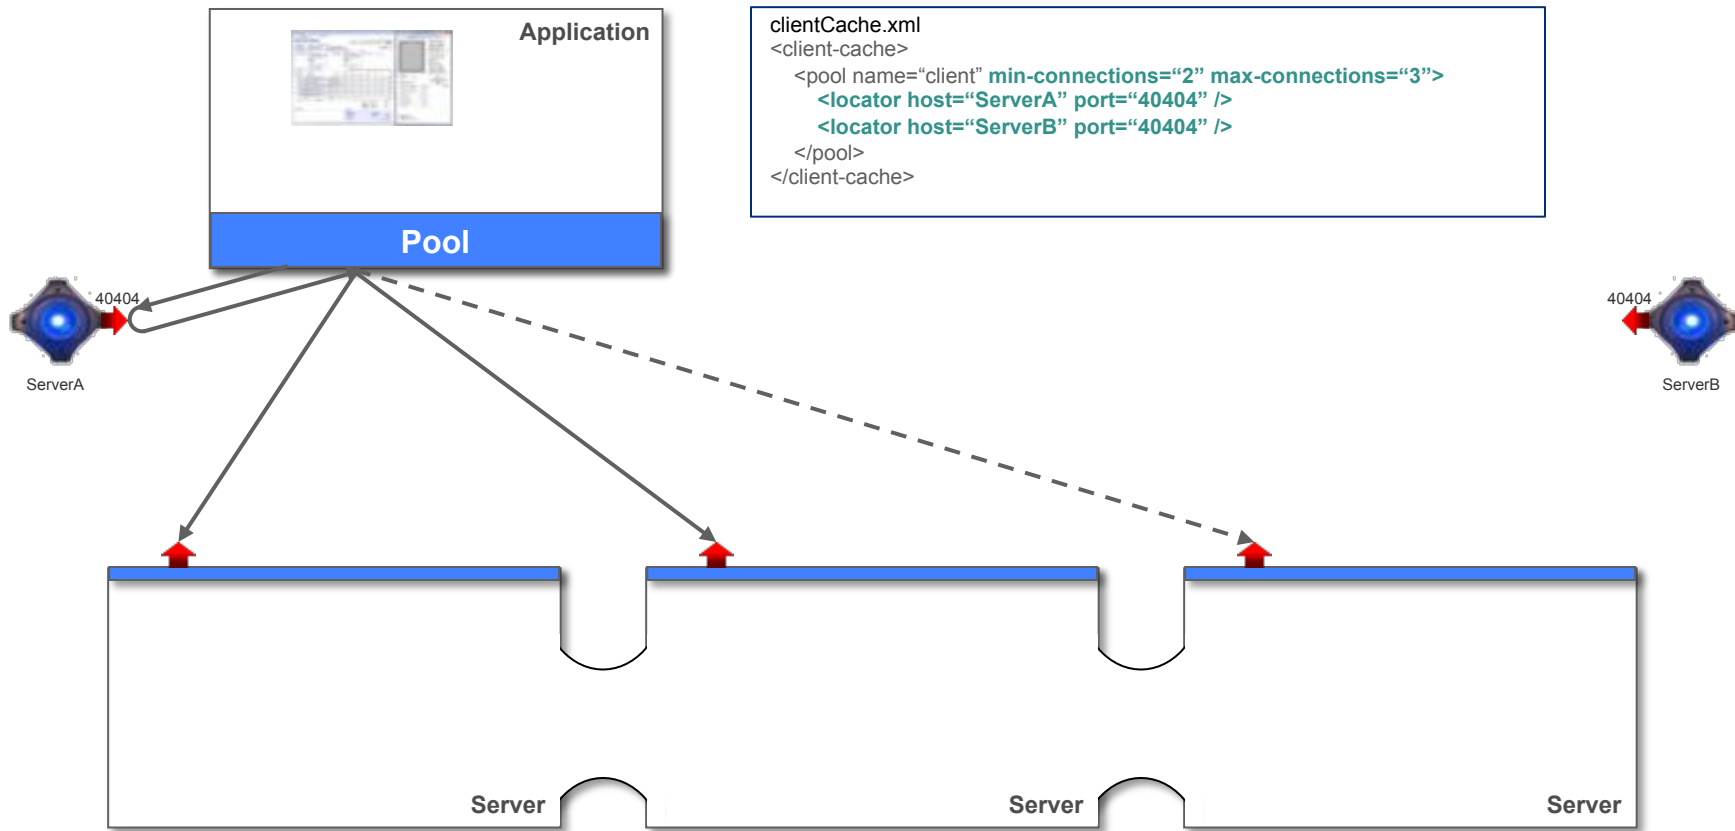 Application
clientCache.xml
<client-cache>
<pool name=“client” min-connections=“2” max-connections=“3”>
<locator host=“ServerA” port=“40404” />
<locator host=“ServerB” port=“40404” />
</pool>
</client-cache>
Pool
40404
ServerA
40404
ServerB
Server
Server
Server